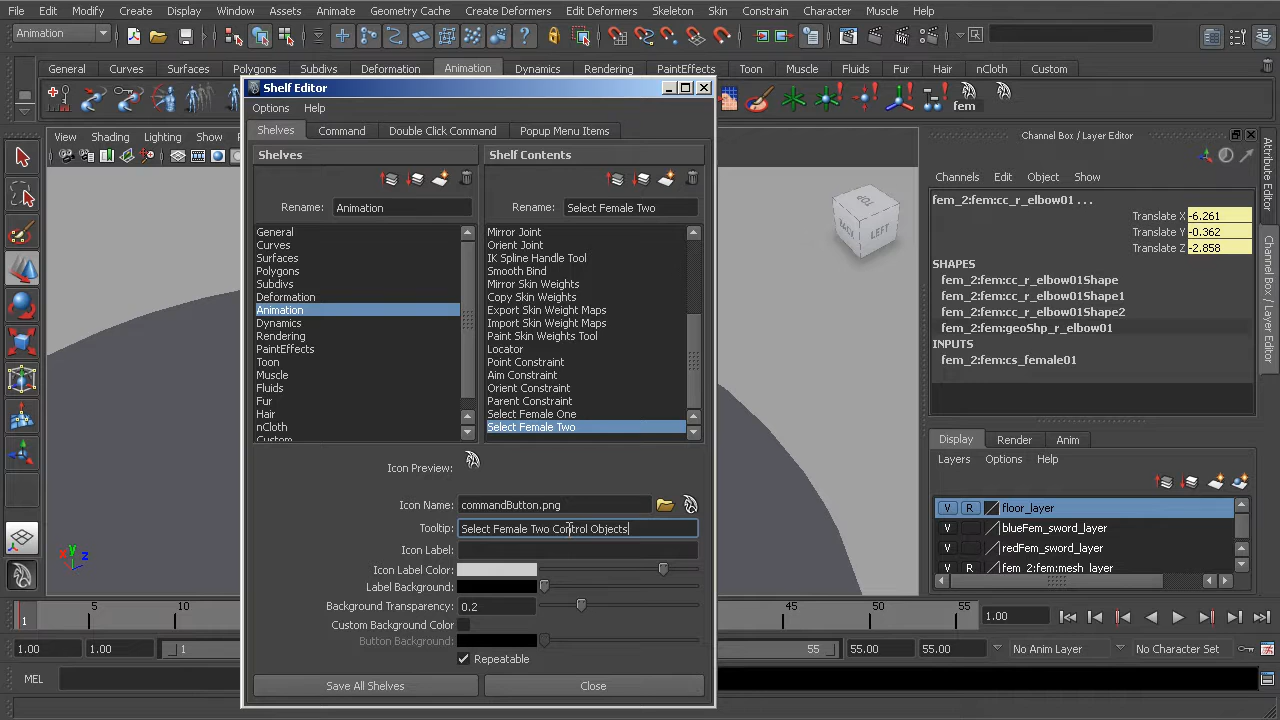 File Edit Modify Create Display Window Assets Animate Geometry Cache Create Deformers Edit Deformers Skeleton Skin Constrain Character Muscle Help
Animation
General Curves Surfaces Polygons Subdivs Deformation Animation Dynamics Rendering PaintEffects Toon Muscle Fluids Fur Hair nCloth Custom
fem
Shelf Editor
Options Help
Shelves Command Double Click Command Popup Menu Items
Shelves
Shelf Contents
Rename: Animation
Rename: Select Female Two
General
Curves
Surfaces
Polygons
Subdivs
Deformation
Animation
Dynamics
Rendering
PaintEffects
Toon
Muscle
Fluids
Fur
Hair
nCloth
Custom
Mirror Joint
Orient Joint
IK Spline Handle Tool
Smooth Bind
Mirror Skin Weights
Copy Skin Weights
Export Skin Weight Maps
Import Skin Weight Maps
Paint Skin Weights Tool
Locator
Point Constraint
Aim Constraint
Orient Constraint
Parent Constraint
Select Female One
Select Female Two
Icon Preview:
Icon Name: commandButton.png
Tooltip: Select Female Two Control Objects
Icon Label:
Icon Label Color:
Label Background:
Background Transparency: 0.2
Custom Background Color
Button Background:
Repeatable
Save All Shelves
Close
View Shading Lighting Show
TOP
BACK
LEFT
y
x z
Channel Box / Layer Editor
Channels Edit Object Show
fem_2:fem:cc_r_elbow01 ...
Translate X -6.261
Translate Y -0.362
Translate Z -2.858
SHAPES
fem_2:fem:cc_r_elbow01Shape
fem_2:fem:cc_r_elbow01Shape1
fem_2:fem:cc_r_elbow01Shape2
fem_2:fem:geoShp_r_elbow01
INPUTS
fem_2:fem:cs_female01
Display Render Anim
Layers Options Help
V R floor_layer
V blueFem_sword_layer
V redFem_sword_layer
V R fem_2:fem:mesh_layer
Attribute Editor
Channel Box / Layer Editor
1 5 10 45 50 55
1.00
1.00 1.00 1 55 55.00 55.00 No Anim Layer No Character Set
MEL